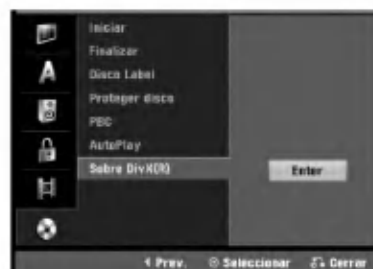 Iniciar
Finalizar
Disco Label
Proteger disco
PBC
AutoPlay
Sobre DivX(R)
Enter
Prev.
Seleccionar
Cerrar